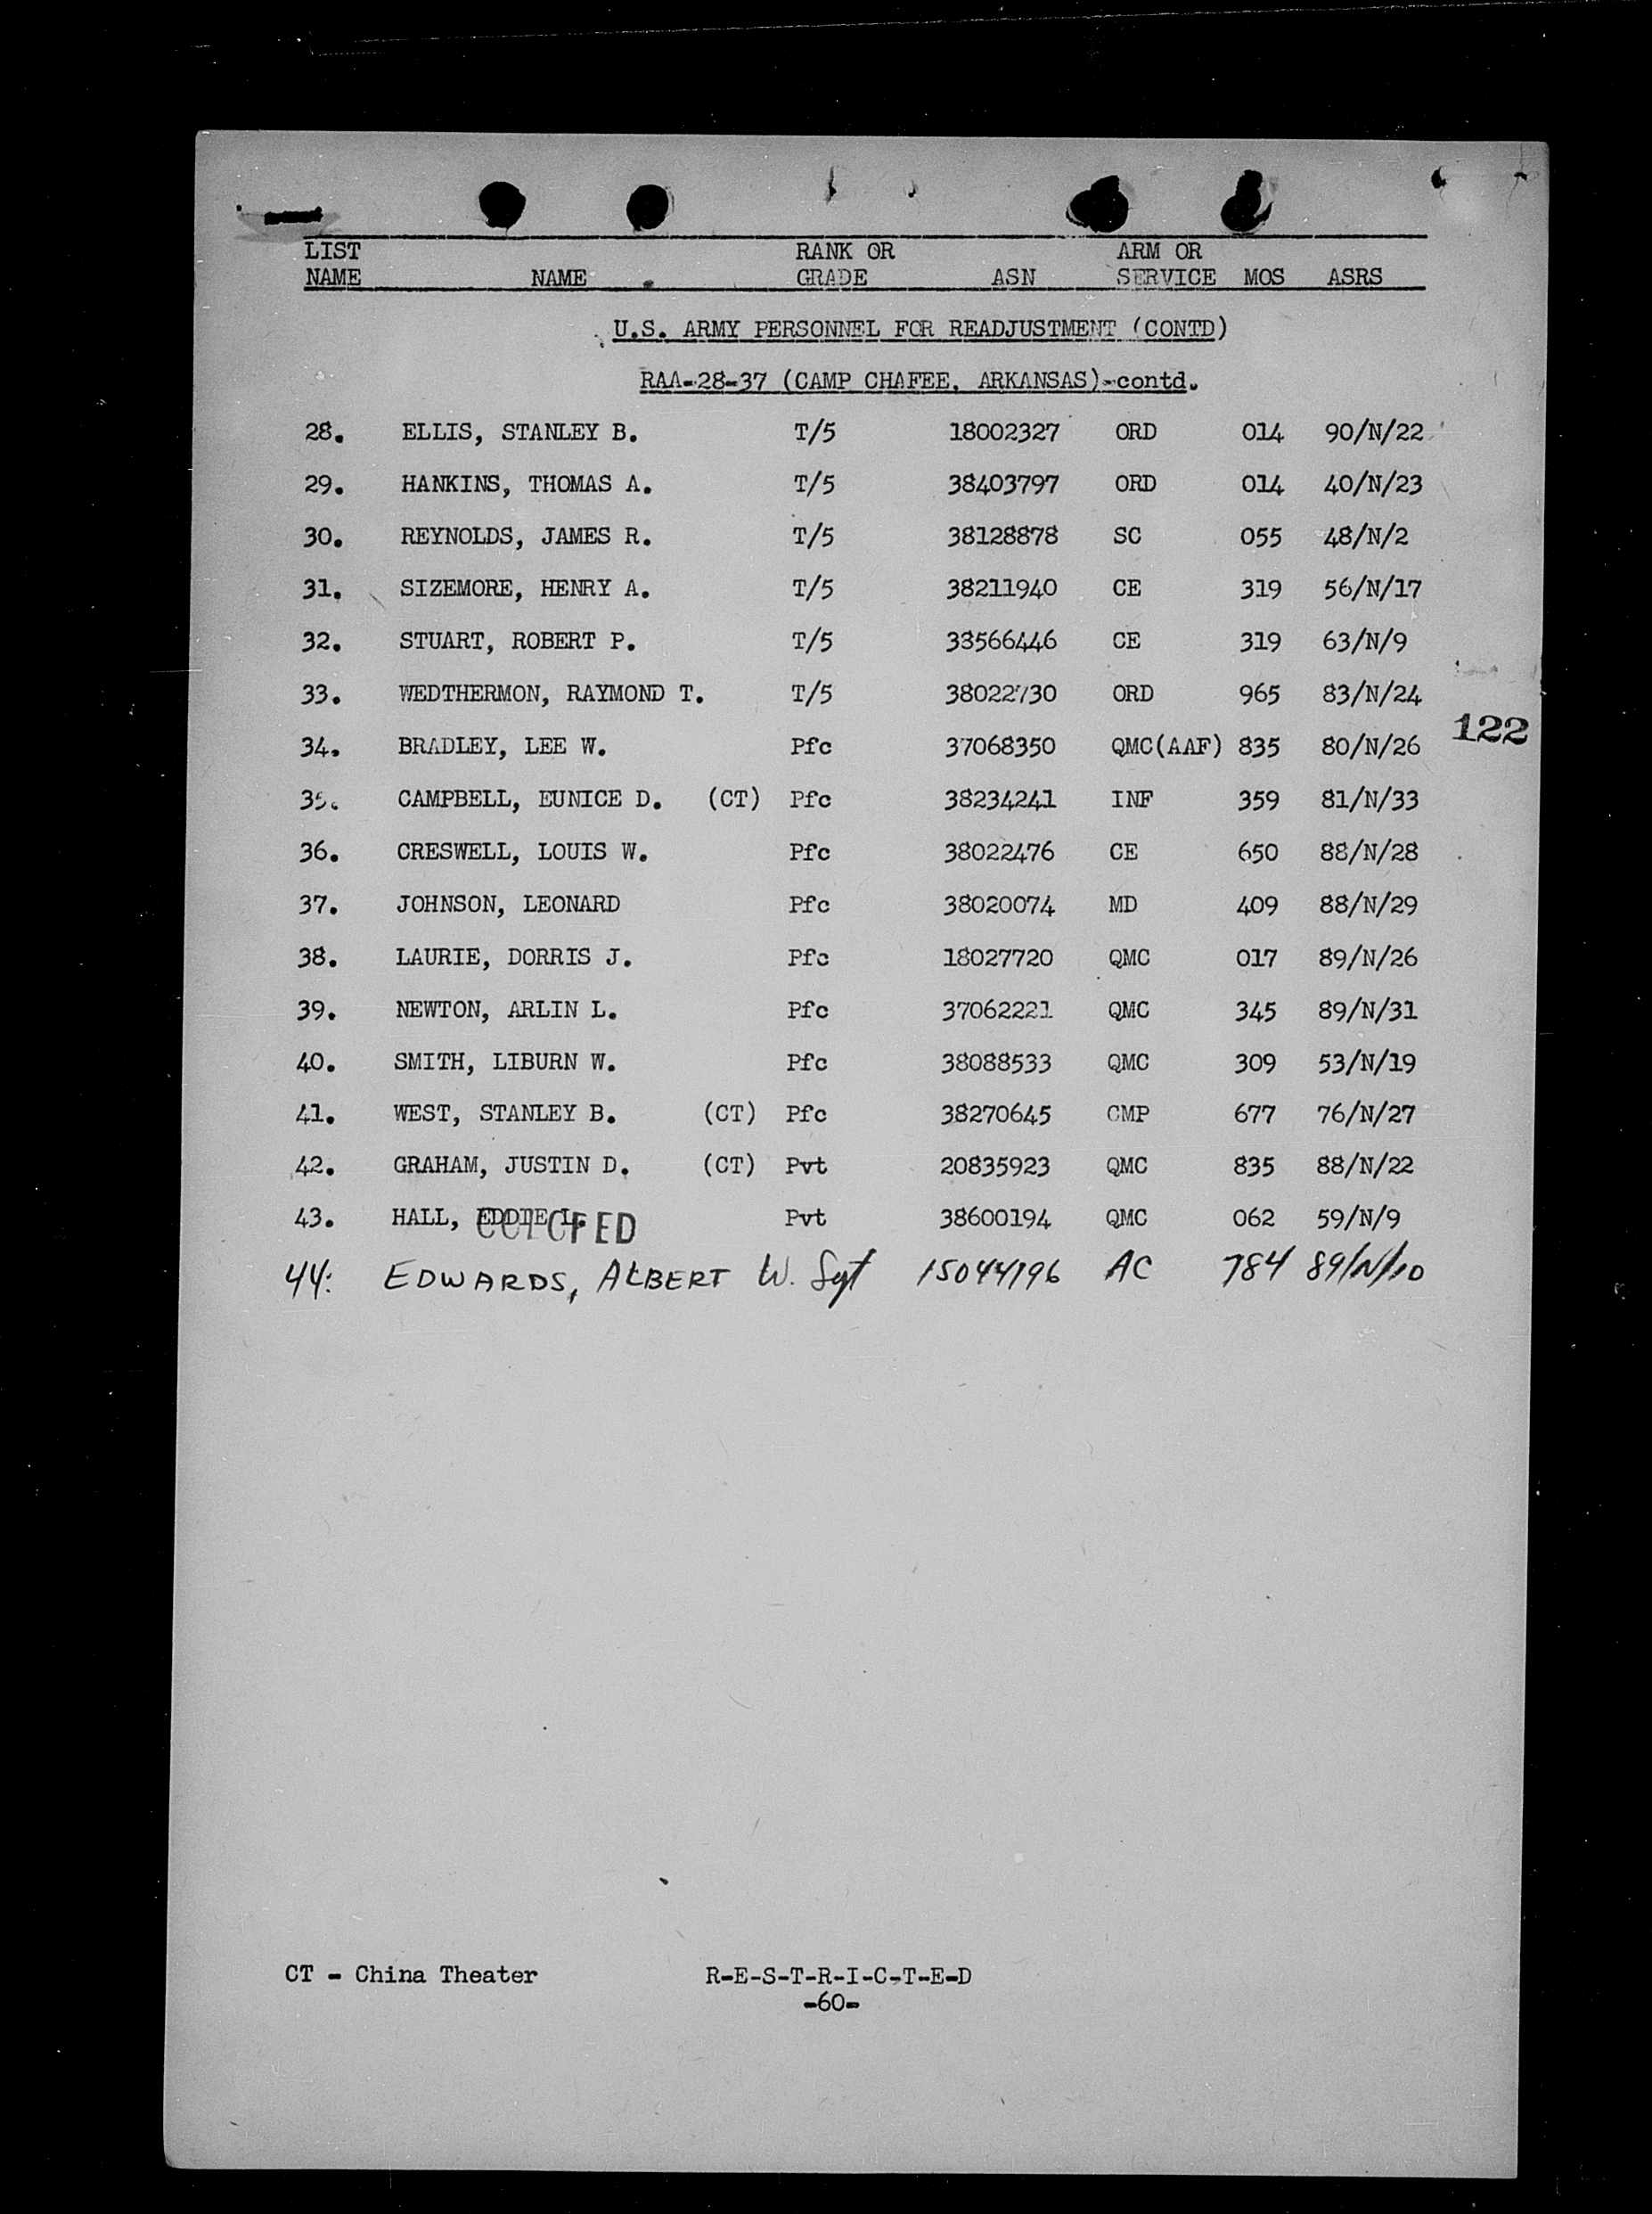 LIST RANK OR ARM OR
NAME NAME GRADE ASN SERVICE MOS ASRS
U.S. ARMY PERSONNEL FOR READJUSTMENT (CONTD)
RAA-28-37 (CAMP CHAFEE, ARKANSAS)-contd.
28. ELLIS, STANLEY B. T/5 18002327 ORD 014 90/N/22
29. HANKINS, THOMAS A. T/5 38403797 ORD 014 40/N/23
30. REYNOLDS, JAMES R. T/5 38128878 SC 055 48/N/2
31. SIZEMORE, HENRY A. T/5 38211940 CE 319 56/N/17
32. STUART, ROBERT P. T/5 38566446 CE 319 63/N/9
33. WEDTHERMON, RAYMOND T. T/5 38022730 ORD 965 83/N/24
122
34. BRADLEY, LEE W. Pfc 37068350 QMC(AAF) 835 80/N/26
35. CAMPBELL, EUNICE D. (CT) Pfc 38234241 INF 359 81/N/33
36. CRESWELL, LOUIS W. Pfc 38022476 CE 650 88/N/28
37. JOHNSON, LEONARD Pfc 38020074 MD 409 88/N/29
38. LAURIE, DORRIS J. Pfc 18027720 QMC 017 89/N/26
39. NEWTON, ARLIN L. Pfc 37062221 QMC 345 89/N/31
40. SMITH, LIBURN W. Pfc 38088533 QMC 309 53/N/19
41. WEST, STANLEY B. (CT) Pfc 38270645 CMP 677 76/N/27
42. GRAHAM, JUSTIN D. (CT) Pvt 20835923 QMC 835 88/N/22
43. HALL, EDDIE L. Pvt 38600194 QMC 062 59/N/9
44. EDWARDS, ALBERT W. Sgt 15044196 AC 784 89/N/10
CT - China Theater R-E-S-T-R-I-C-T-E-D
-60-